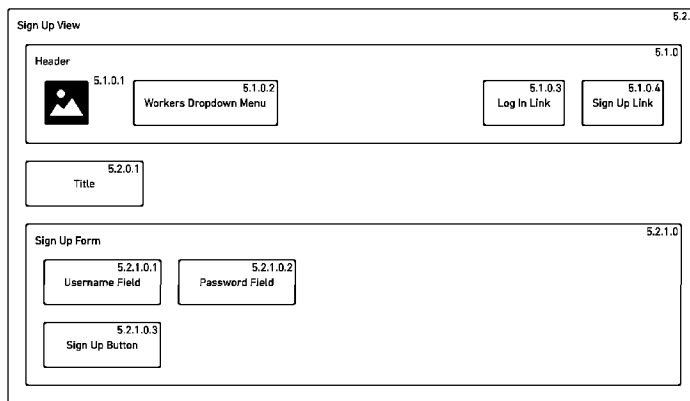 5.2.
Sign Up View
5.1.0
Header
5.1.0.1
5.1.0.2
Workers Dropdown Menu
5.1.0.3
Log In Link
5.1.0.4
Sign Up Link
5.2.0.1
Title
5.2.1.0
Sign Up Form
5.2.1.0.1
Username Field
5.2.1.0.2
Password Field
5.2.1.0.3
Sign Up Button